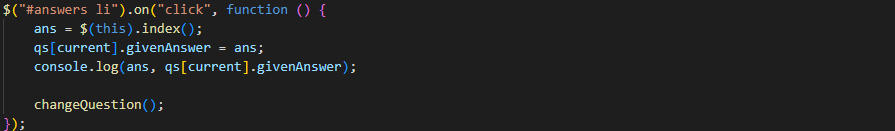 $("#answers li").on("click", function () {
    ans = $(this).index();
    qs[current].givenAnswer = ans;
    console.log(ans, qs[current].givenAnswer);

    changeQuestion();
});